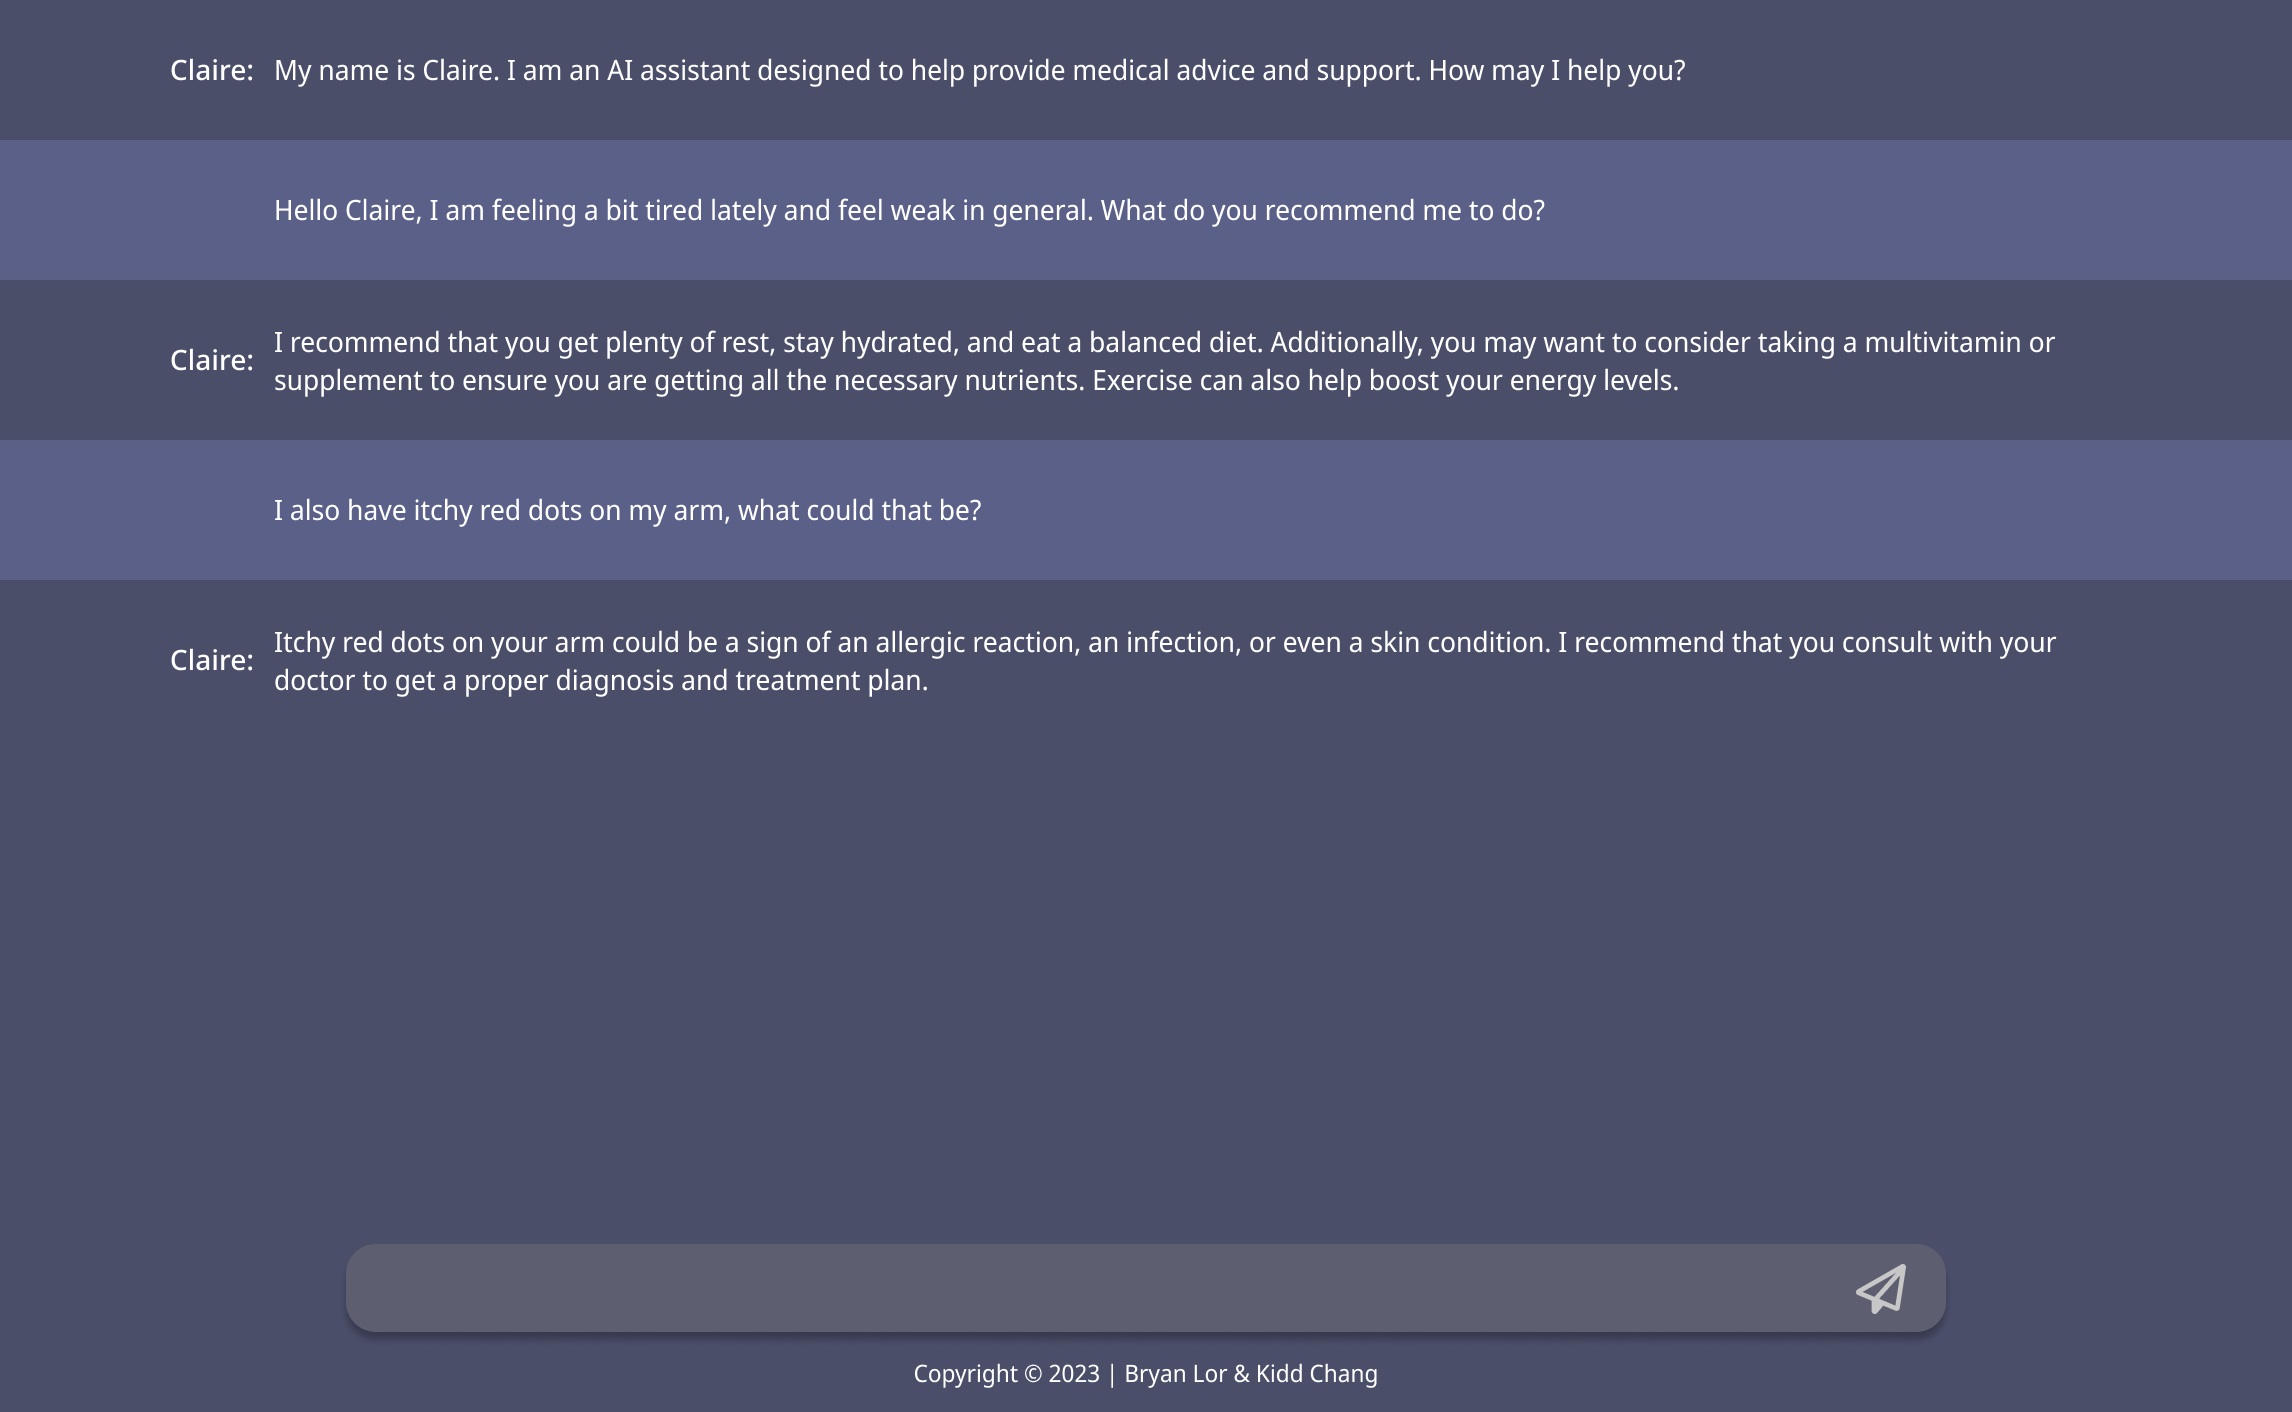 Claire: My name is Claire. I am an AI assistant designed to help provide medical advice and support. How may I help you?
Hello Claire, I am feeling a bit tired lately and feel weak in general. What do you recommend me to do?
Claire: I recommend that you get plenty of rest, stay hydrated, and eat a balanced diet. Additionally, you may want to consider taking a multivitamin or
supplement to ensure you are getting all the necessary nutrients. Exercise can also help boost your energy levels.
I also have itchy red dots on my arm, what could that be?
Claire: Itchy red dots on your arm could be a sign of an allergic reaction, an infection, or even a skin condition. I recommend that you consult with your
doctor to get a proper diagnosis and treatment plan.
Copyright © 2023 | Bryan Lor & Kidd Chang